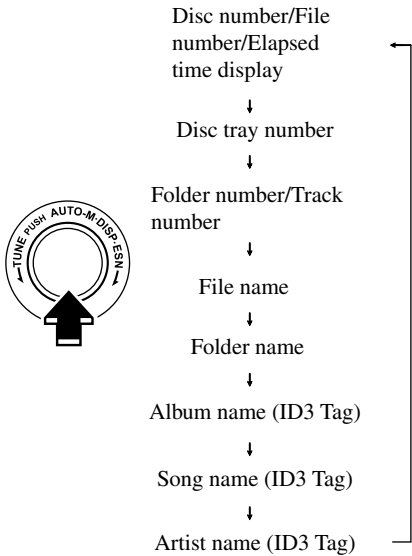 Disc number/File
number/Elapsed
time display
Disc tray number
Folder number/Track
number
TUNE PUSH AUTO-M·DISP·ESN
File name
Folder name
Album name (ID3 Tag)
Song name (ID3 Tag)
Artist name (ID3 Tag)